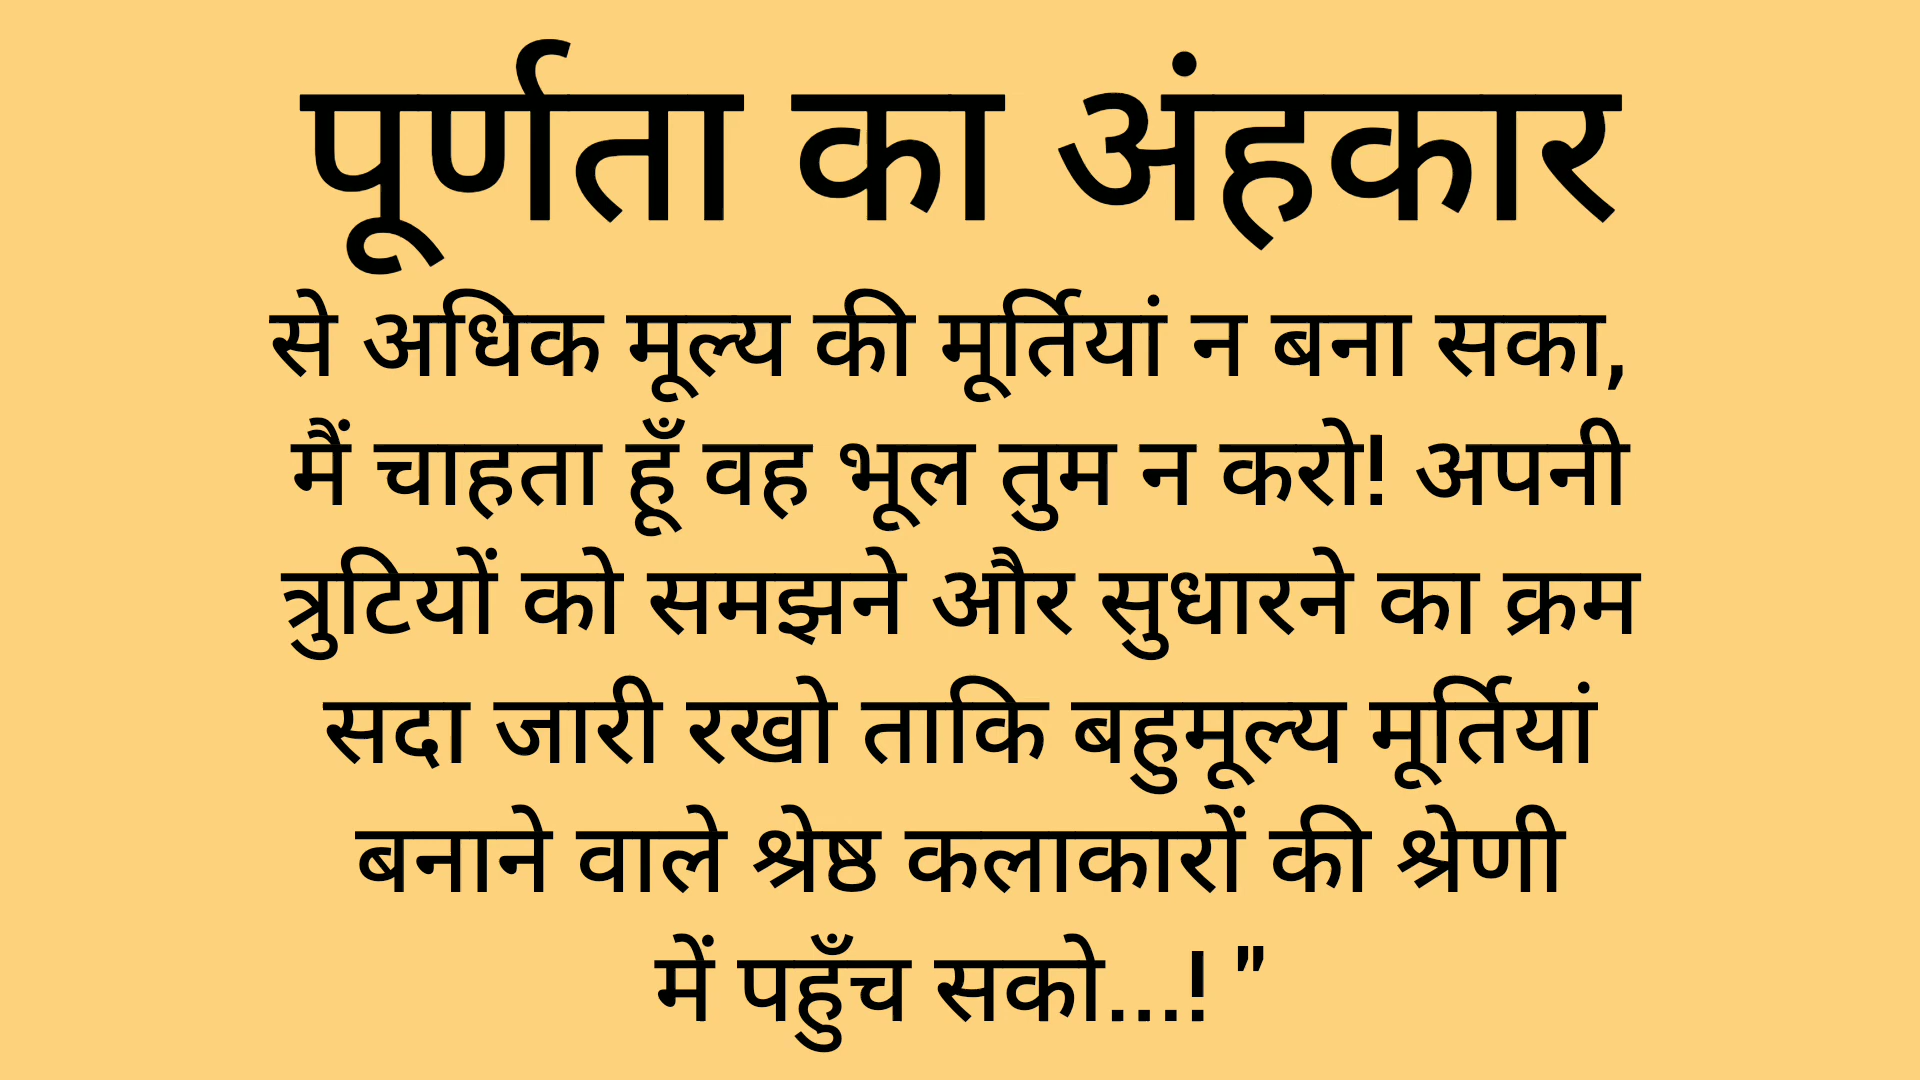 पूर्णता का अंहकार
से अधिक मूल्य की मूर्तियां न बना सका,
मैं चाहता हूँ वह भूल तुम न करो! अपनी
त्रुटियों को समझने और सुधारने का क्रम
सदा जारी रखो ताकि बहुमूल्य मूर्तियां
बनाने वाले श्रेष्ठ कलाकारों की श्रेणी
में पहुँच सको...! "